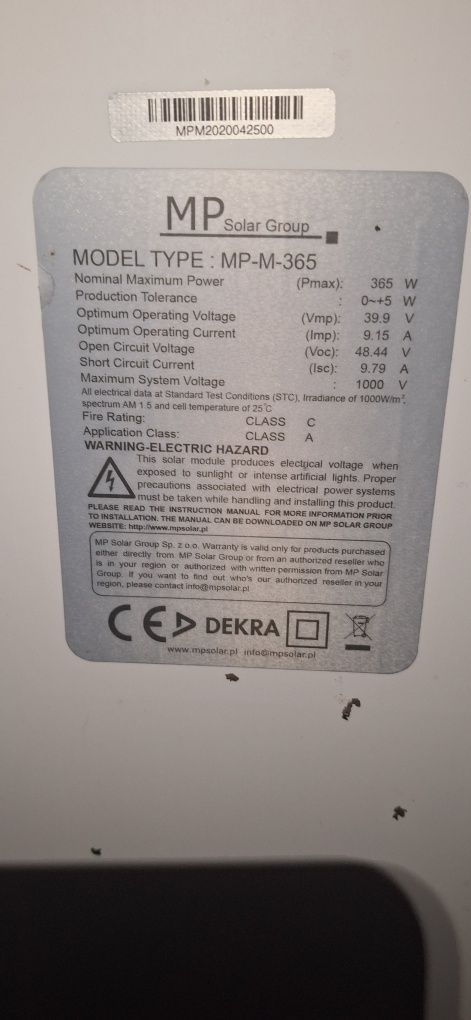 MPM2020042500
MP Solar Group
MODEL TYPE : MP-M-365
Nominal Maximum Power (Pmax): 365 W
Production Tolerance : 0~+5 W
Optimum Operating Voltage (Vmp): 39.9 V
Optimum Operating Current (Imp): 9.15 A
Open Circuit Voltage (Voc): 48.44 V
Short Circuit Current (Isc): 9.79 A
Maximum System Voltage : 1000 V
All electrical data at Standard Test Conditions (STC), Irradiance of 1000W/m²,
spectrum AM 1.5 and cell temperature of 25°C
Fire Rating: CLASS C
Application Class: CLASS A
WARNING-ELECTRIC HAZARD
This solar module produces electrical voltage when
exposed to sunlight or intense artificial lights. Proper
precautions associated with electrical power systems
must be taken while handling and installing this product.
PLEASE READ THE INSTRUCTION MANUAL FOR MORE INFORMATION PRIOR
TO INSTALLATION. THE MANUAL CAN BE DOWNLOADED ON MP SOLAR GROUP
WEBSITE: http://www.mpsolar.pl
MP Solar Group Sp. z o.o. Warranty is valid only for products purchased
either directly from MP Solar Group or from an authorized reseller who
is in your region or authorized with written permission from MP Solar
Group. If you want to find out who's our authorized reseller in your
region, please contact info@mpsolar.pl
CE DEKRA
www.mpsolar.pl info@mpsolar.pl